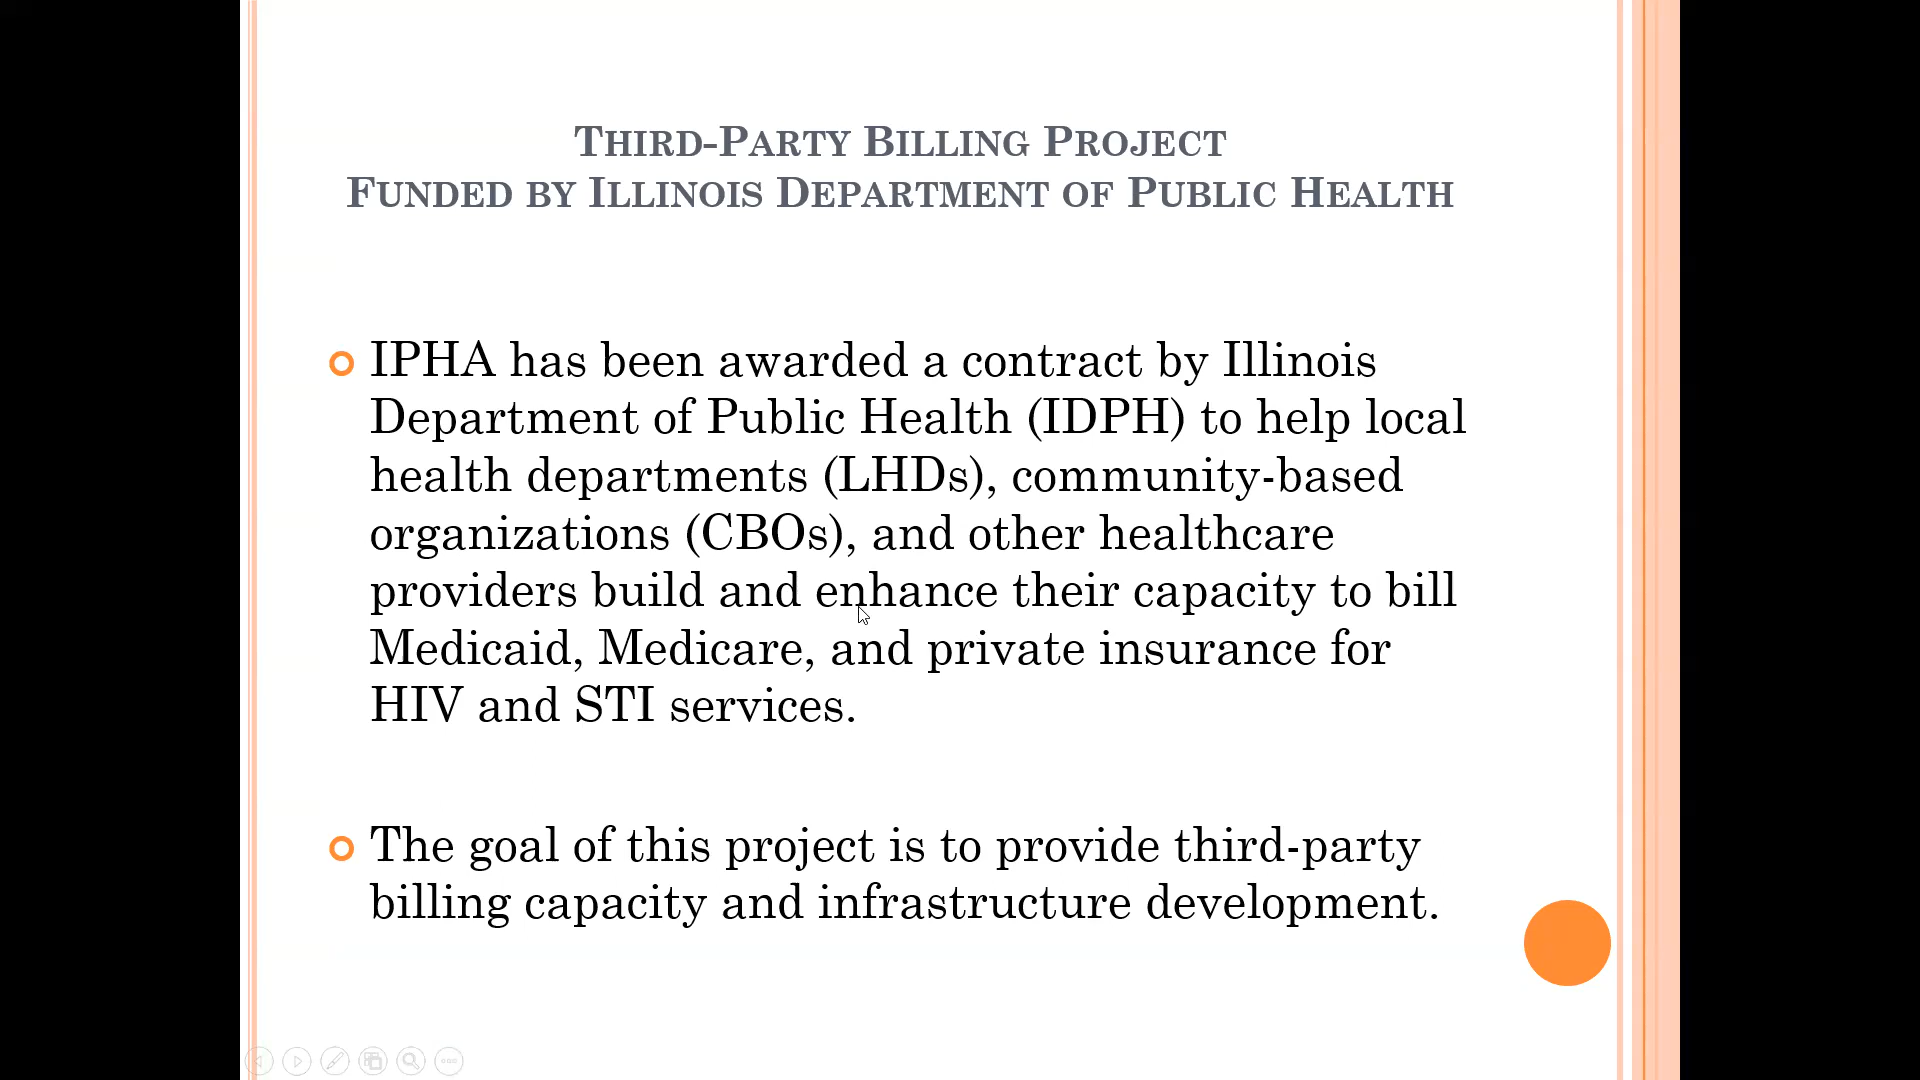 Third-Party Billing Project
Funded by Illinois Department of Public Health
IPHA has been awarded a contract by Illinois
Department of Public Health (IDPH) to help local
health departments (LHDs), community-based
organizations (CBOs), and other healthcare
providers build and enhance their capacity to bill
Medicaid, Medicare, and private insurance for
HIV and STI services.
The goal of this project is to provide third-party
billing capacity and infrastructure development.